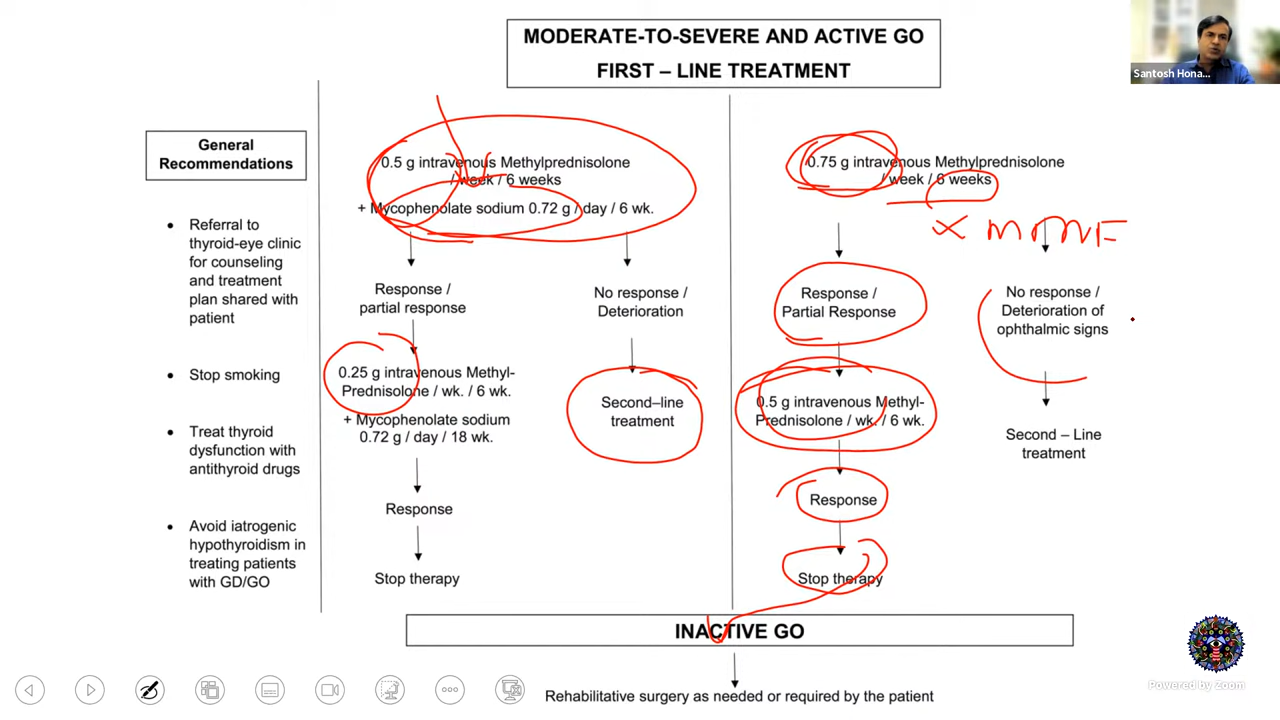 MODERATE-TO-SEVERE AND ACTIVE GO
FIRST – LINE TREATMENT
Santosh Hona...
General
Recommendations
• Referral to
thyroid-eye clinic
for counseling
and treatment
plan shared with
patient
• Stop smoking
• Treat thyroid
dysfunction with
antithyroid drugs
• Avoid iatrogenic
hypothyroidism in
treating patients
with GD/GO
0.5 g intravenous Methylprednisolone
/ week / 6 weeks
+ Mycophenolate sodium 0.72 g / day / 6 wk.
Response /
partial response
No response /
Deterioration
0.25 g intravenous Methyl-
Prednisolone / wk. / 6 wk.
+ Mycophenolate sodium
0.72 g / day / 18 wk.
Second–line
treatment
Response
Stop therapy
0.75 g intravenous Methylprednisolone
/ week / 6 weeks
Response /
Partial Response
No response /
Deterioration of
ophthalmic signs
0.5 g intravenous Methyl-
Prednisolone / wk. / 6 wk.
Second – Line
treatment
Response
Stop therapy
INACTIVE GO
Rehabilitative surgery as needed or required by the patient
Powered by Zoom